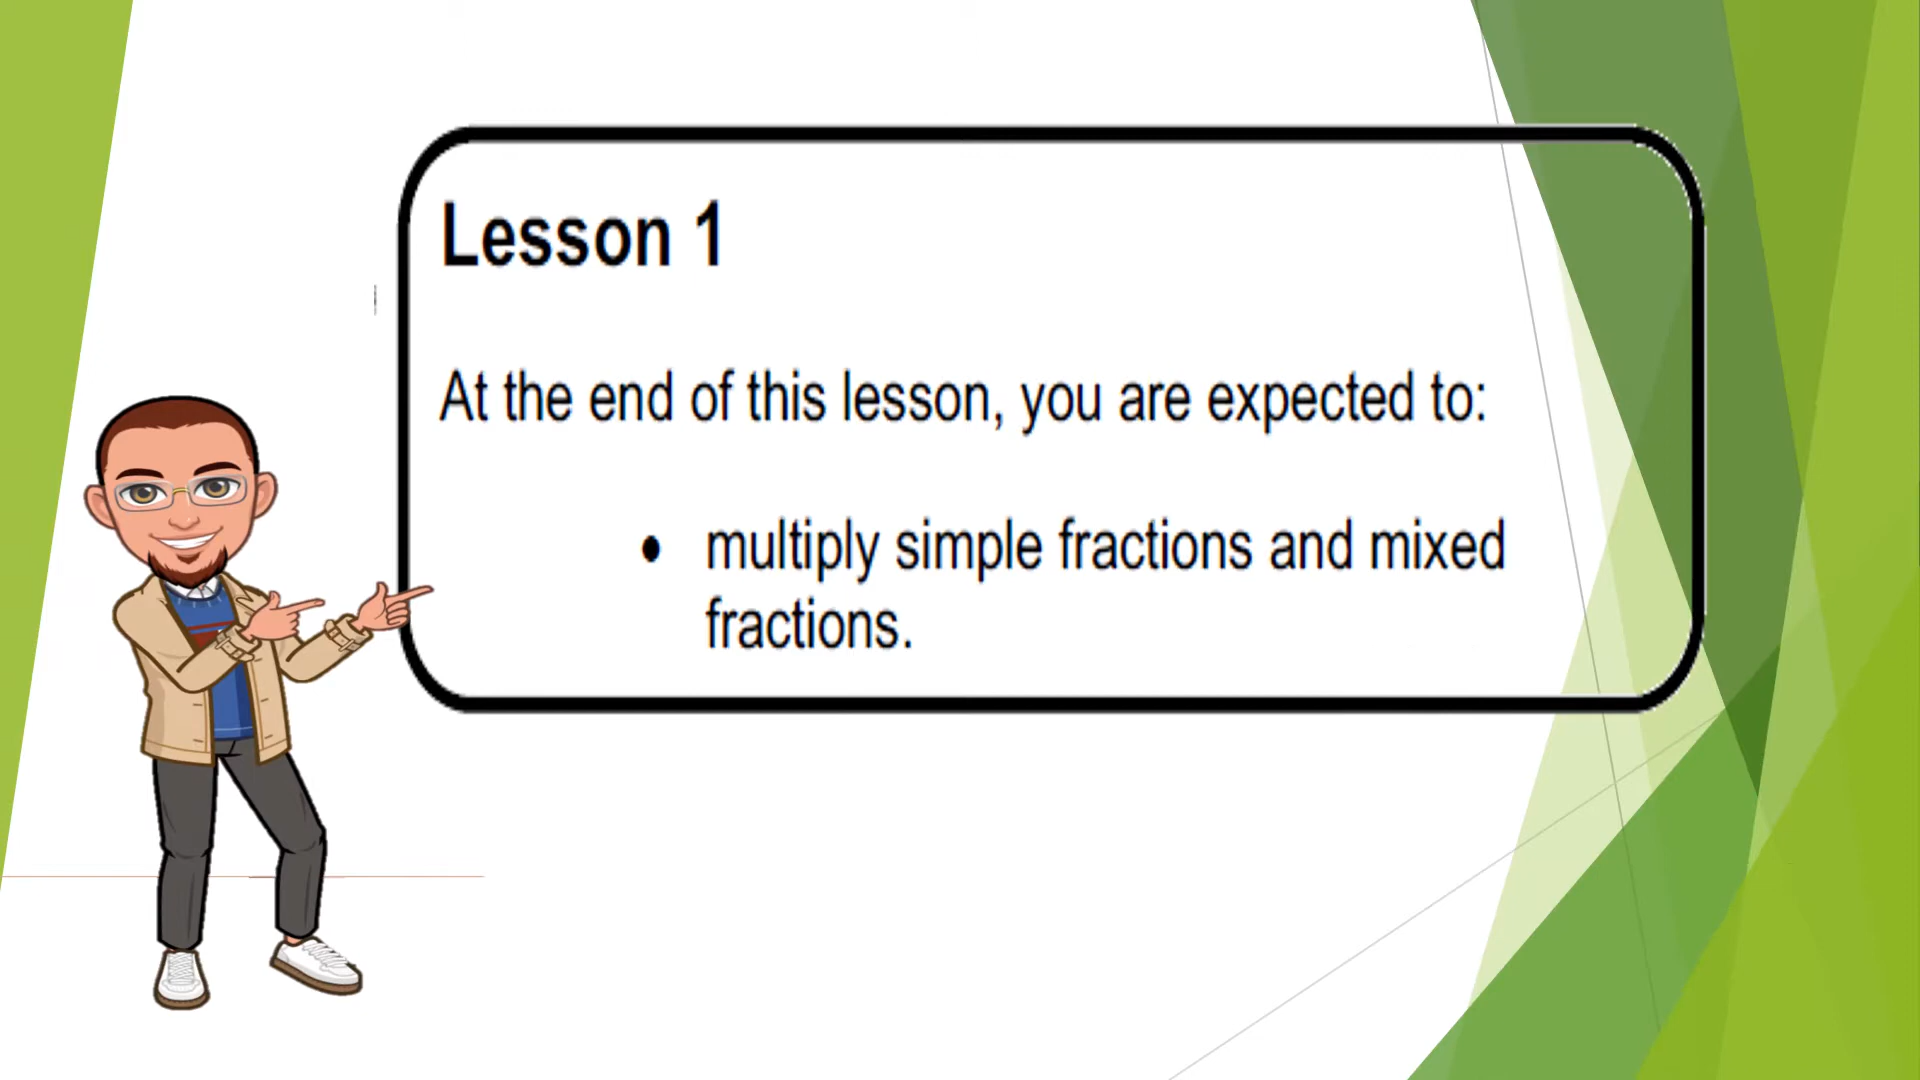 Lesson 1
At the end of this lesson, you are expected to:
• multiply simple fractions and mixed
fractions.